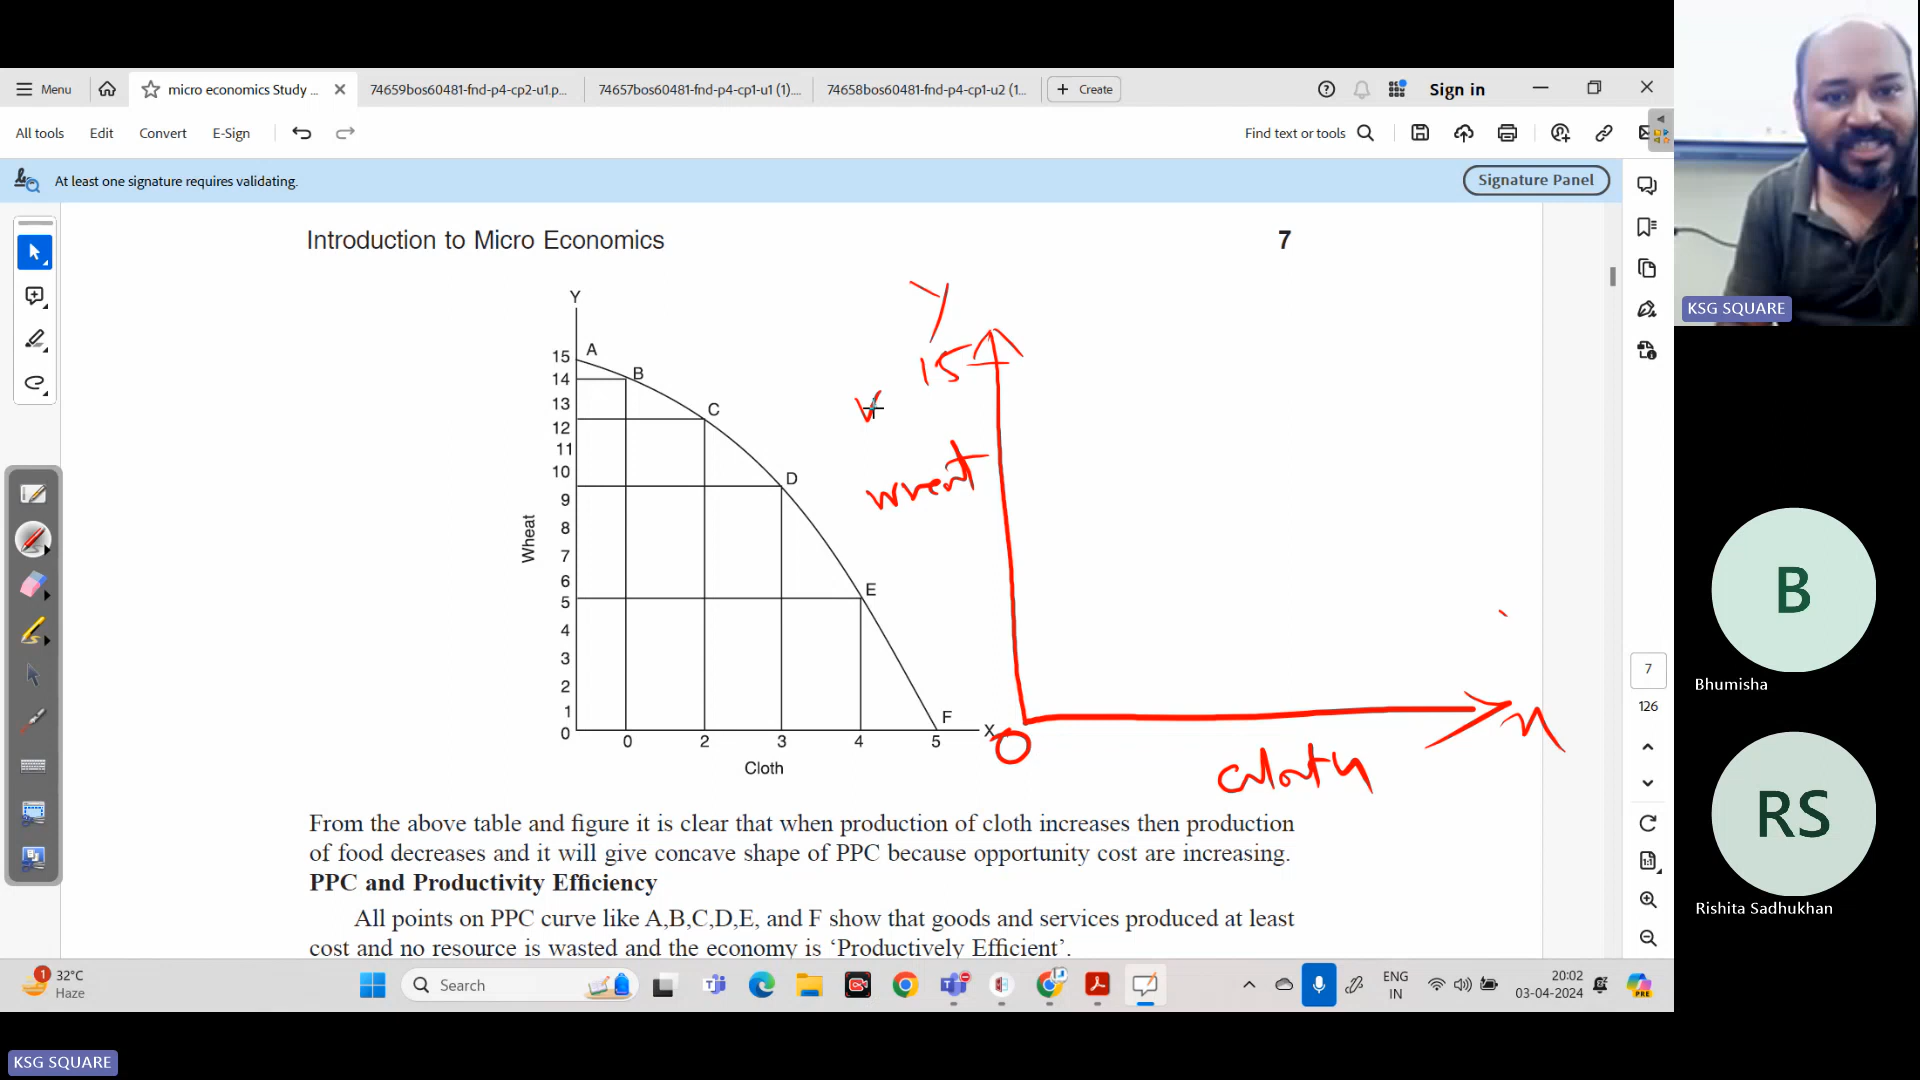 Menu
micro economics Study ...
74659bos60481-fnd-p4-cp2-u1.p...
74657bos60481-fnd-p4-cp1-u1 (1)....
74658bos60481-fnd-p4-cp1-u2 (1...
Create
Sign in
All tools Edit Convert E-Sign
Find text or tools
At least one signature requires validating.
Signature Panel
KSG SQUARE
Introduction to Micro Economics 7
Y
15 A
14 B
13
12 C
11
10 D
9
8
7
6
5 E
4
3
2
1
0 F
X
0 2 3 4 5
Wheat
Cloth
Y
15
O
From the above table and figure it is clear that when production of cloth increases then production
of food decreases and it will give concave shape of PPC because opportunity cost are increasing.
PPC and Productivity Efficiency
All points on PPC curve like A,B,C,D,E, and F show that goods and services produced at least
cost and no resource is wasted and the economy is ‘Productively Efficient’.
7
126
1:1
B
Bhumisha
RS
Rishita Sadhukhan
1
32°C
Haze
Search
ENG
IN
20:02
03-04-2024
PRE
KSG SQUARE